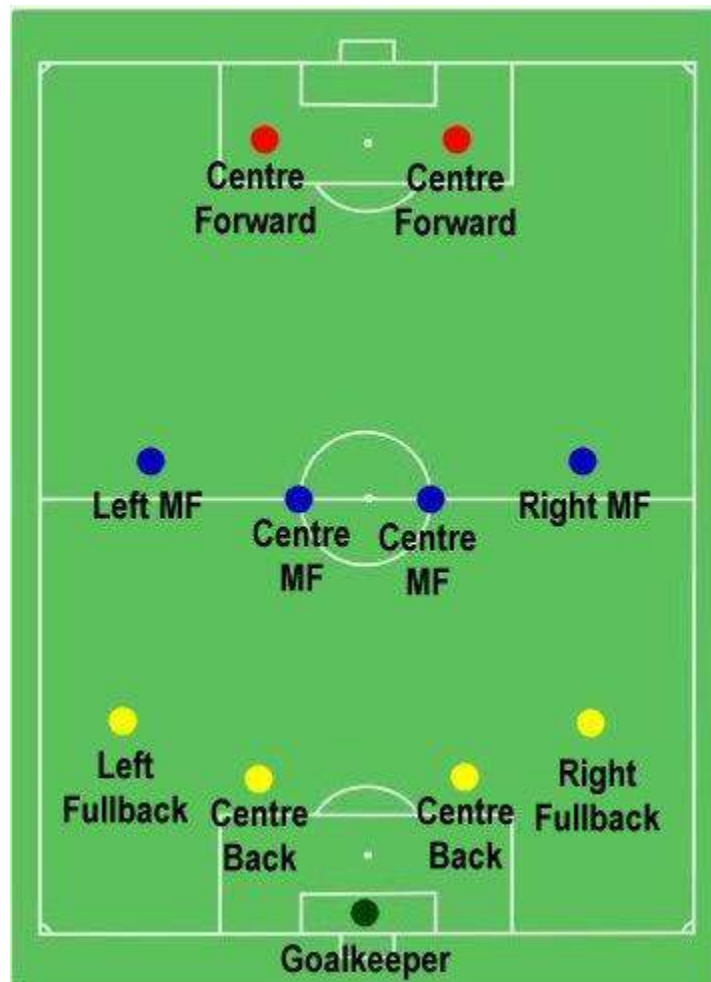 Centre
Forward
Centre
Forward
Left MF
Centre
MF
Centre
MF
Right MF
Left
Fullback
Centre
Back
Centre
Back
Right
Fullback
Goalkeeper